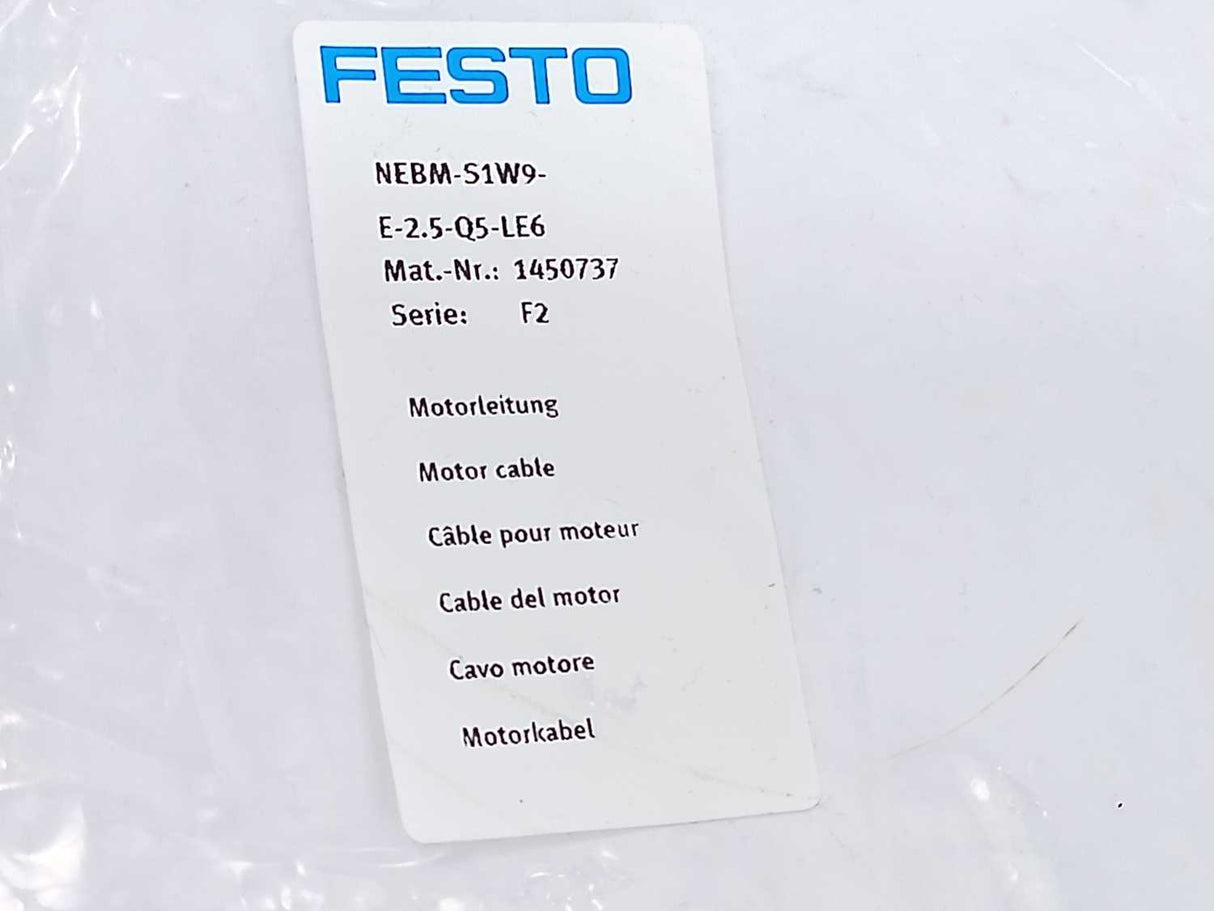 FESTO
NEBM-S1W9-
E-2.5-Q5-LE6
Mat.-Nr.: 1450737
Serie: F2
Motorleitung
Motor cable
Câble pour moteur
Cable del motor
Cavo motore
Motorkabel